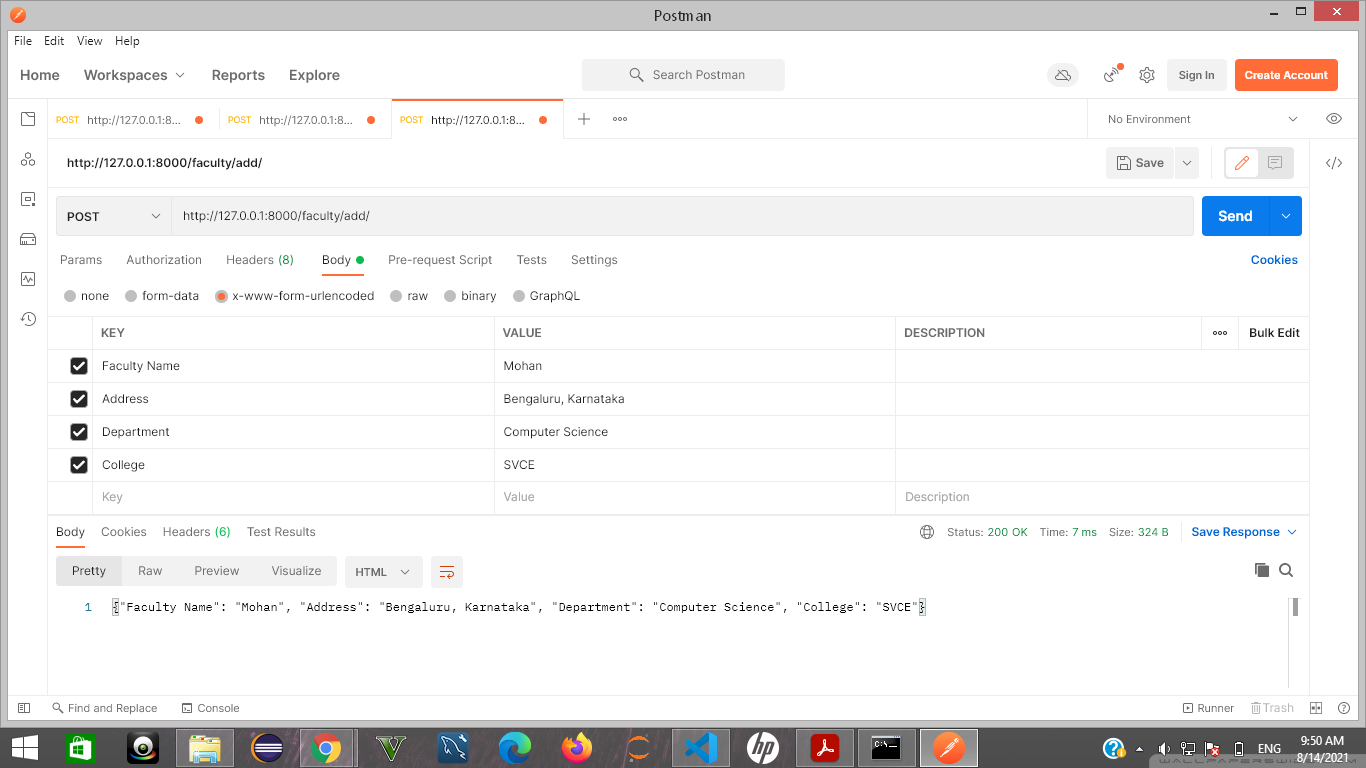 Postman
File Edit View Help
Home Workspaces Reports Explore Search Postman Sign In Create Account
POST http://127.0.0.1:8... POST http://127.0.0.1:8... POST http://127.0.0.1:8... No Environment
http://127.0.0.1:8000/faculty/add/ Save
POST http://127.0.0.1:8000/faculty/add/ Send
Params Authorization Headers (8) Body Pre-request Script Tests Settings Cookies
none form-data x-www-form-urlencoded raw binary GraphQL
KEY VALUE DESCRIPTION Bulk Edit
Faculty Name Mohan
Address Bengaluru, Karnataka
Department Computer Science
College SVCE
Key Value Description
Body Cookies Headers (6) Test Results Status: 200 OK Time: 7 ms Size: 324 B Save Response
Pretty Raw Preview Visualize HTML
1 {"Faculty Name": "Mohan", "Address": "Bengaluru, Karnataka", "Department": "Computer Science", "College": "SVCE"}
Find and Replace Console Runner Trash
hp C:\ ENG 9:50 AM
8/14/2021